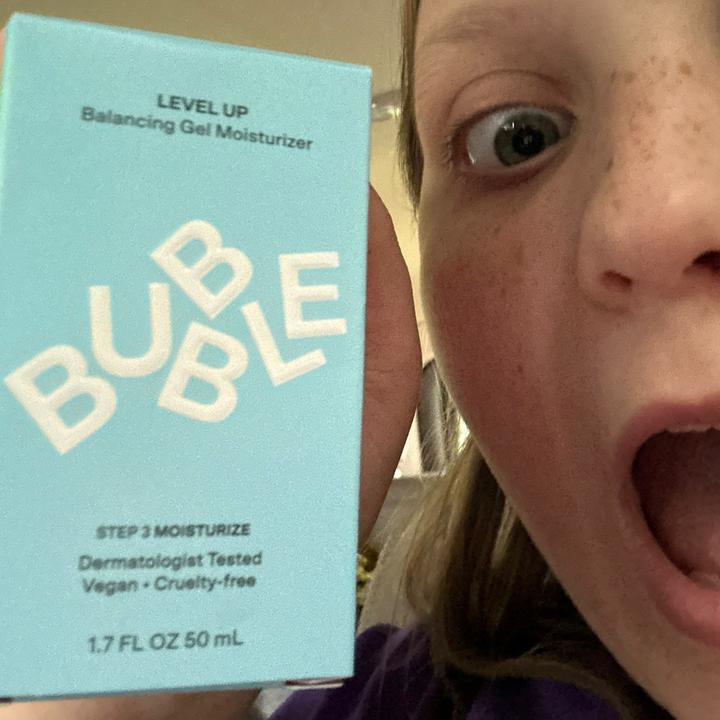 LEVEL UP
Balancing Gel Moisturizer
BUBBLE
STEP 3 MOISTURIZE
Dermatologist Tested
Vegan • Cruelty-free
1.7 FL OZ 50 mL